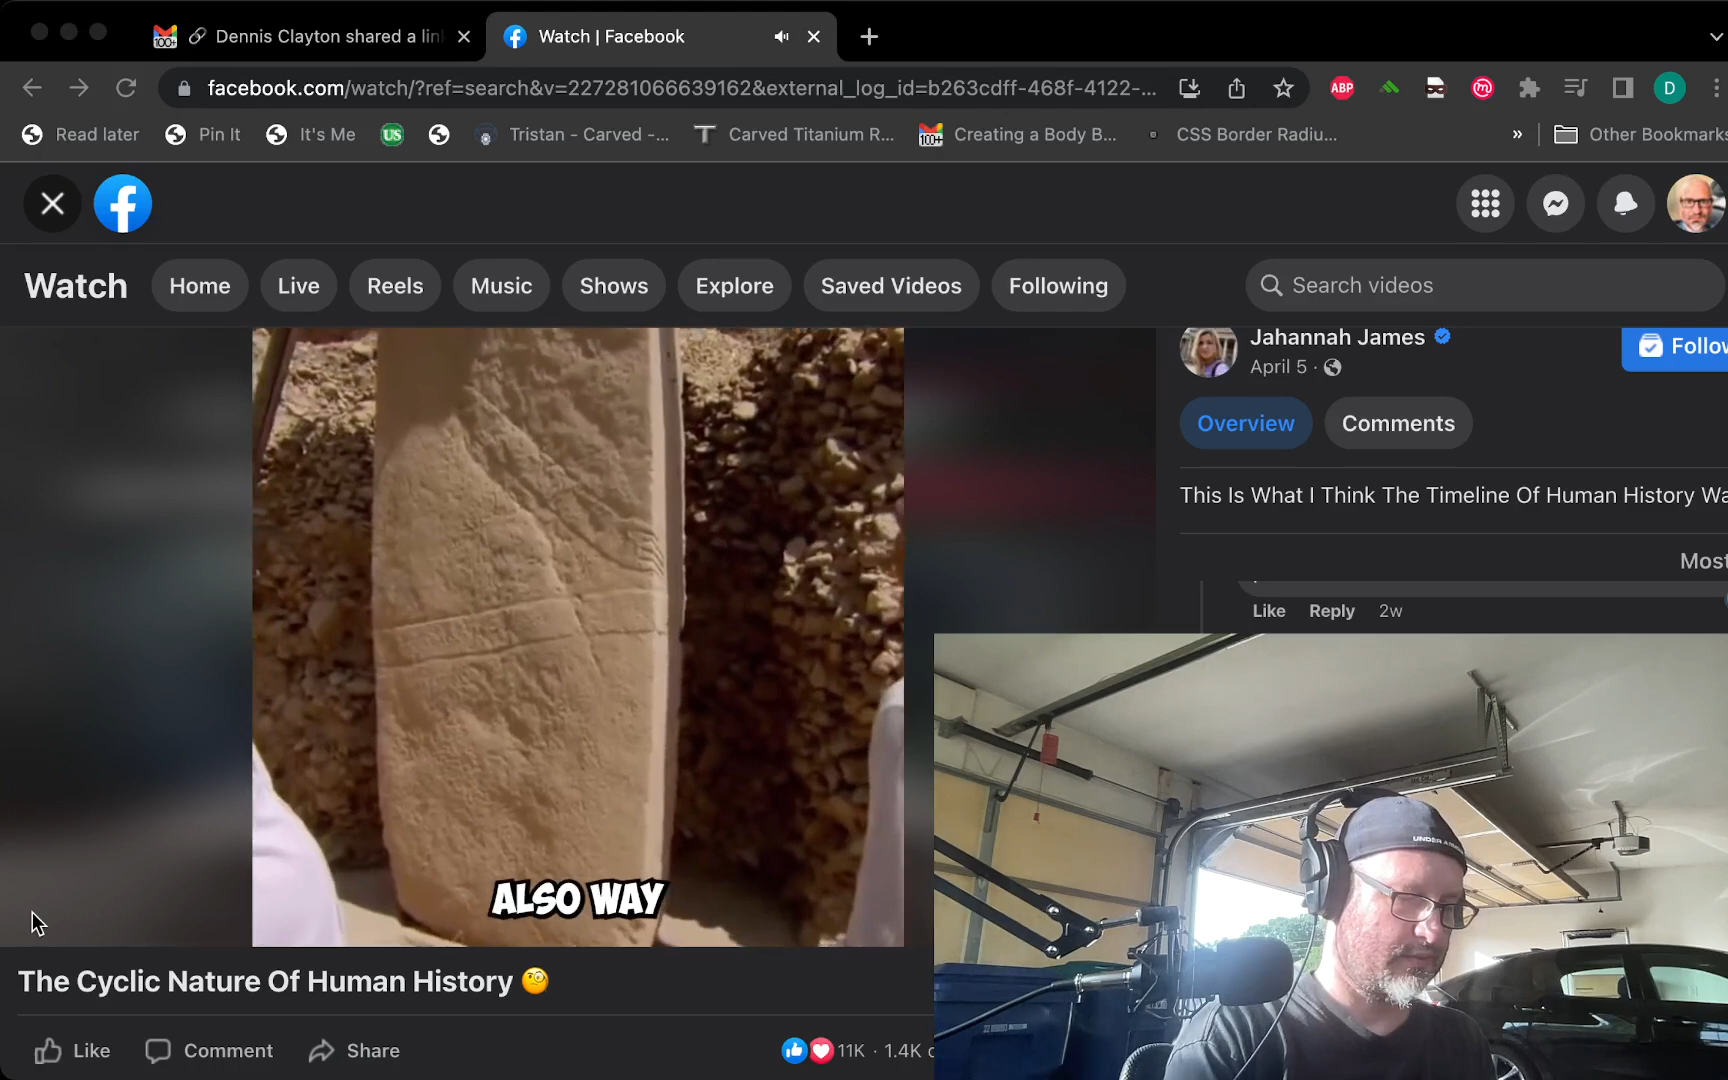 Dennis Clayton shared a lin
Watch | Facebook
facebook.com/watch/?ref=search&v=227281066639162&external_log_id=b263cdff-468f-4122-...
ABP
D
Read later
Pin It
It's Me
US
Tristan - Carved -...
T
Carved Titanium R...
100+
Creating a Body B...
CSS Border Radiu...
»
Other Bookmarks
Watch
Home
Live
Reels
Music
Shows
Explore
Saved Videos
Following
Search videos
Jahannah James
April 5 ·
Follow
Overview
Comments
This Is What I Think The Timeline Of Human History Wa
Most
Like Reply 2w
ALSO WAY
The Cyclic Nature Of Human History 🧐
Like
Comment
Share
11K · 1.4K c